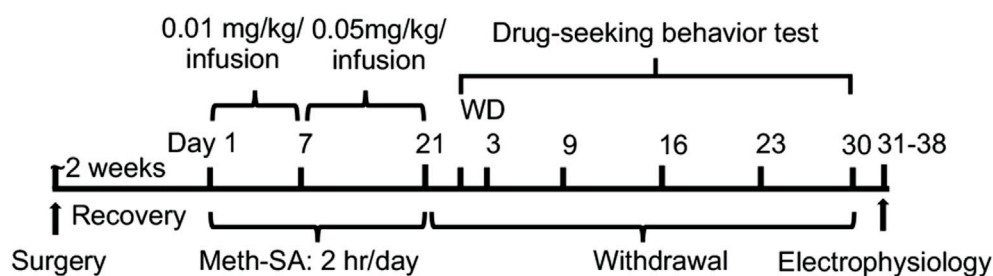 0.01 mg/kg/ infusion
0.05mg/kg/ infusion
Drug-seeking behavior test
WD
Day 1 7 21 3 9 16 23 30 31-38
~2 weeks
Recovery
Surgery
Meth-SA: 2 hr/day
Withdrawal
Electrophysiology